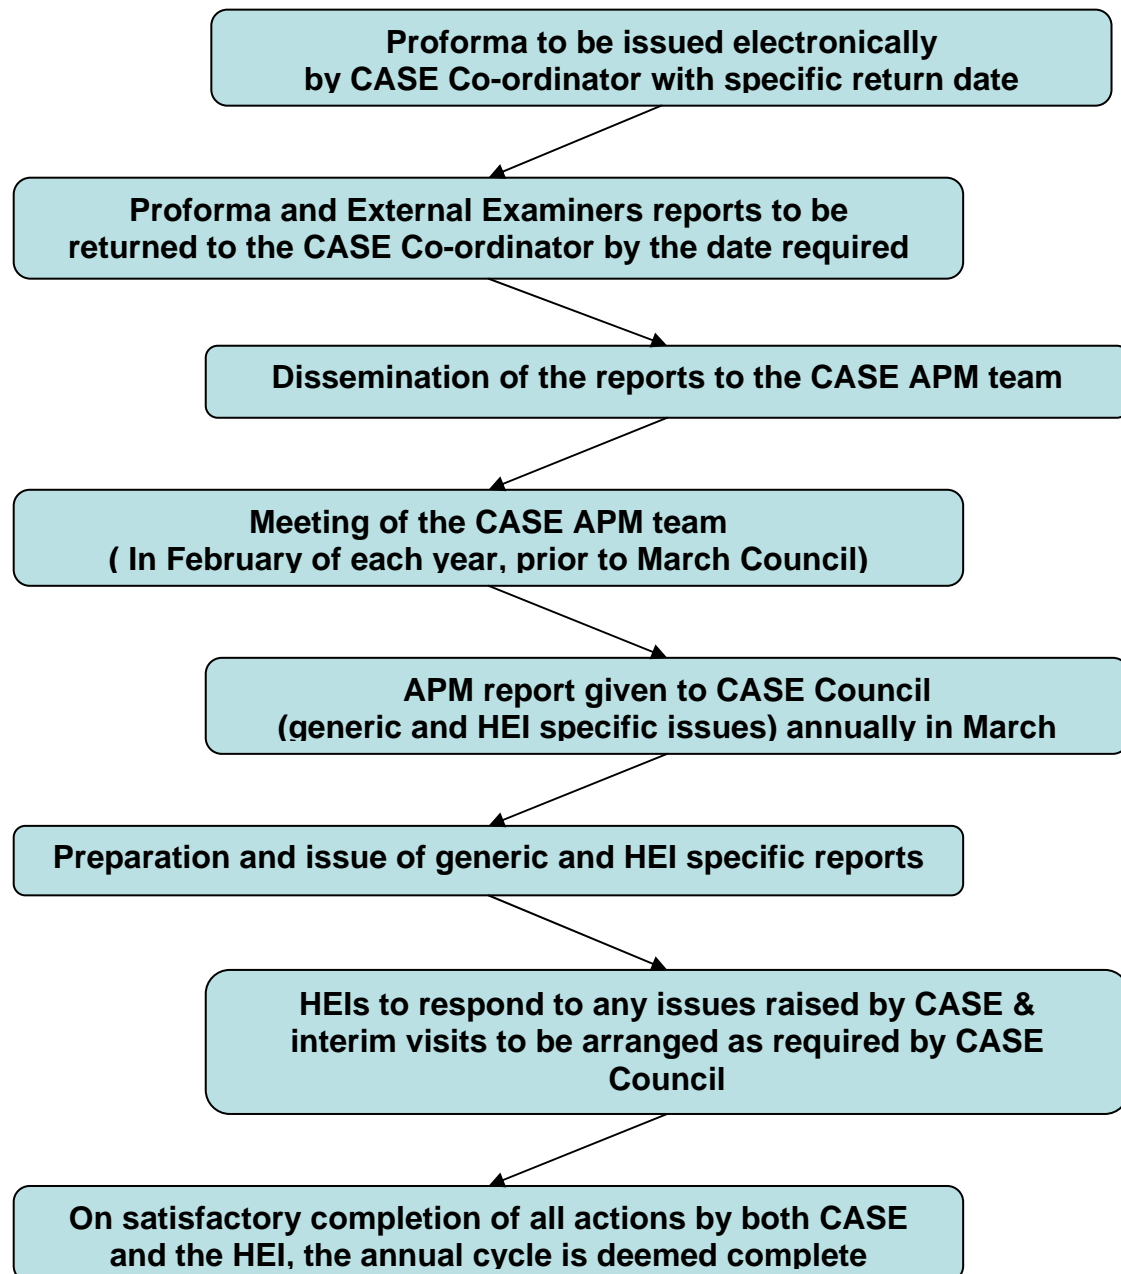 Proforma to be issued electronically
by CASE Co-ordinator with specific return date
Proforma and External Examiners reports to be
returned to the CASE Co-ordinator by the date required
Dissemination of the reports to the CASE APM team
Meeting of the CASE APM team
( In February of each year, prior to March Council)
APM report given to CASE Council
(generic and HEI specific issues) annually in March
Preparation and issue of generic and HEI specific reports
HEIs to respond to any issues raised by CASE &
interim visits to be arranged as required by CASE
Council
On satisfactory completion of all actions by both CASE
and the HEI, the annual cycle is deemed complete